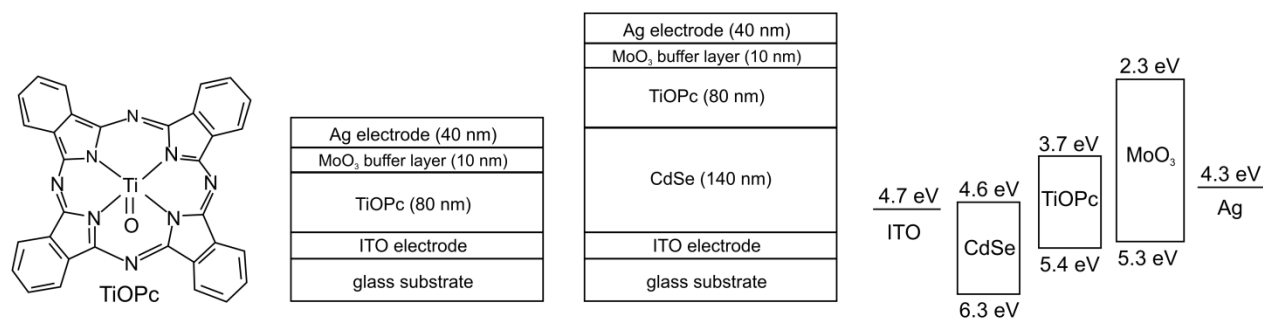 N
N
N
N
N
N
N
N
Ti
O
TiOPc
Ag electrode (40 nm)
MoO₃ buffer layer (10 nm)
TiOPc (80 nm)
ITO electrode
glass substrate
Ag electrode (40 nm)
MoO₃ buffer layer (10 nm)
TiOPc (80 nm)
CdSe (140 nm)
ITO electrode
glass substrate
4.7 eV
ITO
4.6 eV
CdSe
6.3 eV
3.7 eV
TiOPc
5.4 eV
2.3 eV
MoO₃
5.3 eV
4.3 eV
Ag